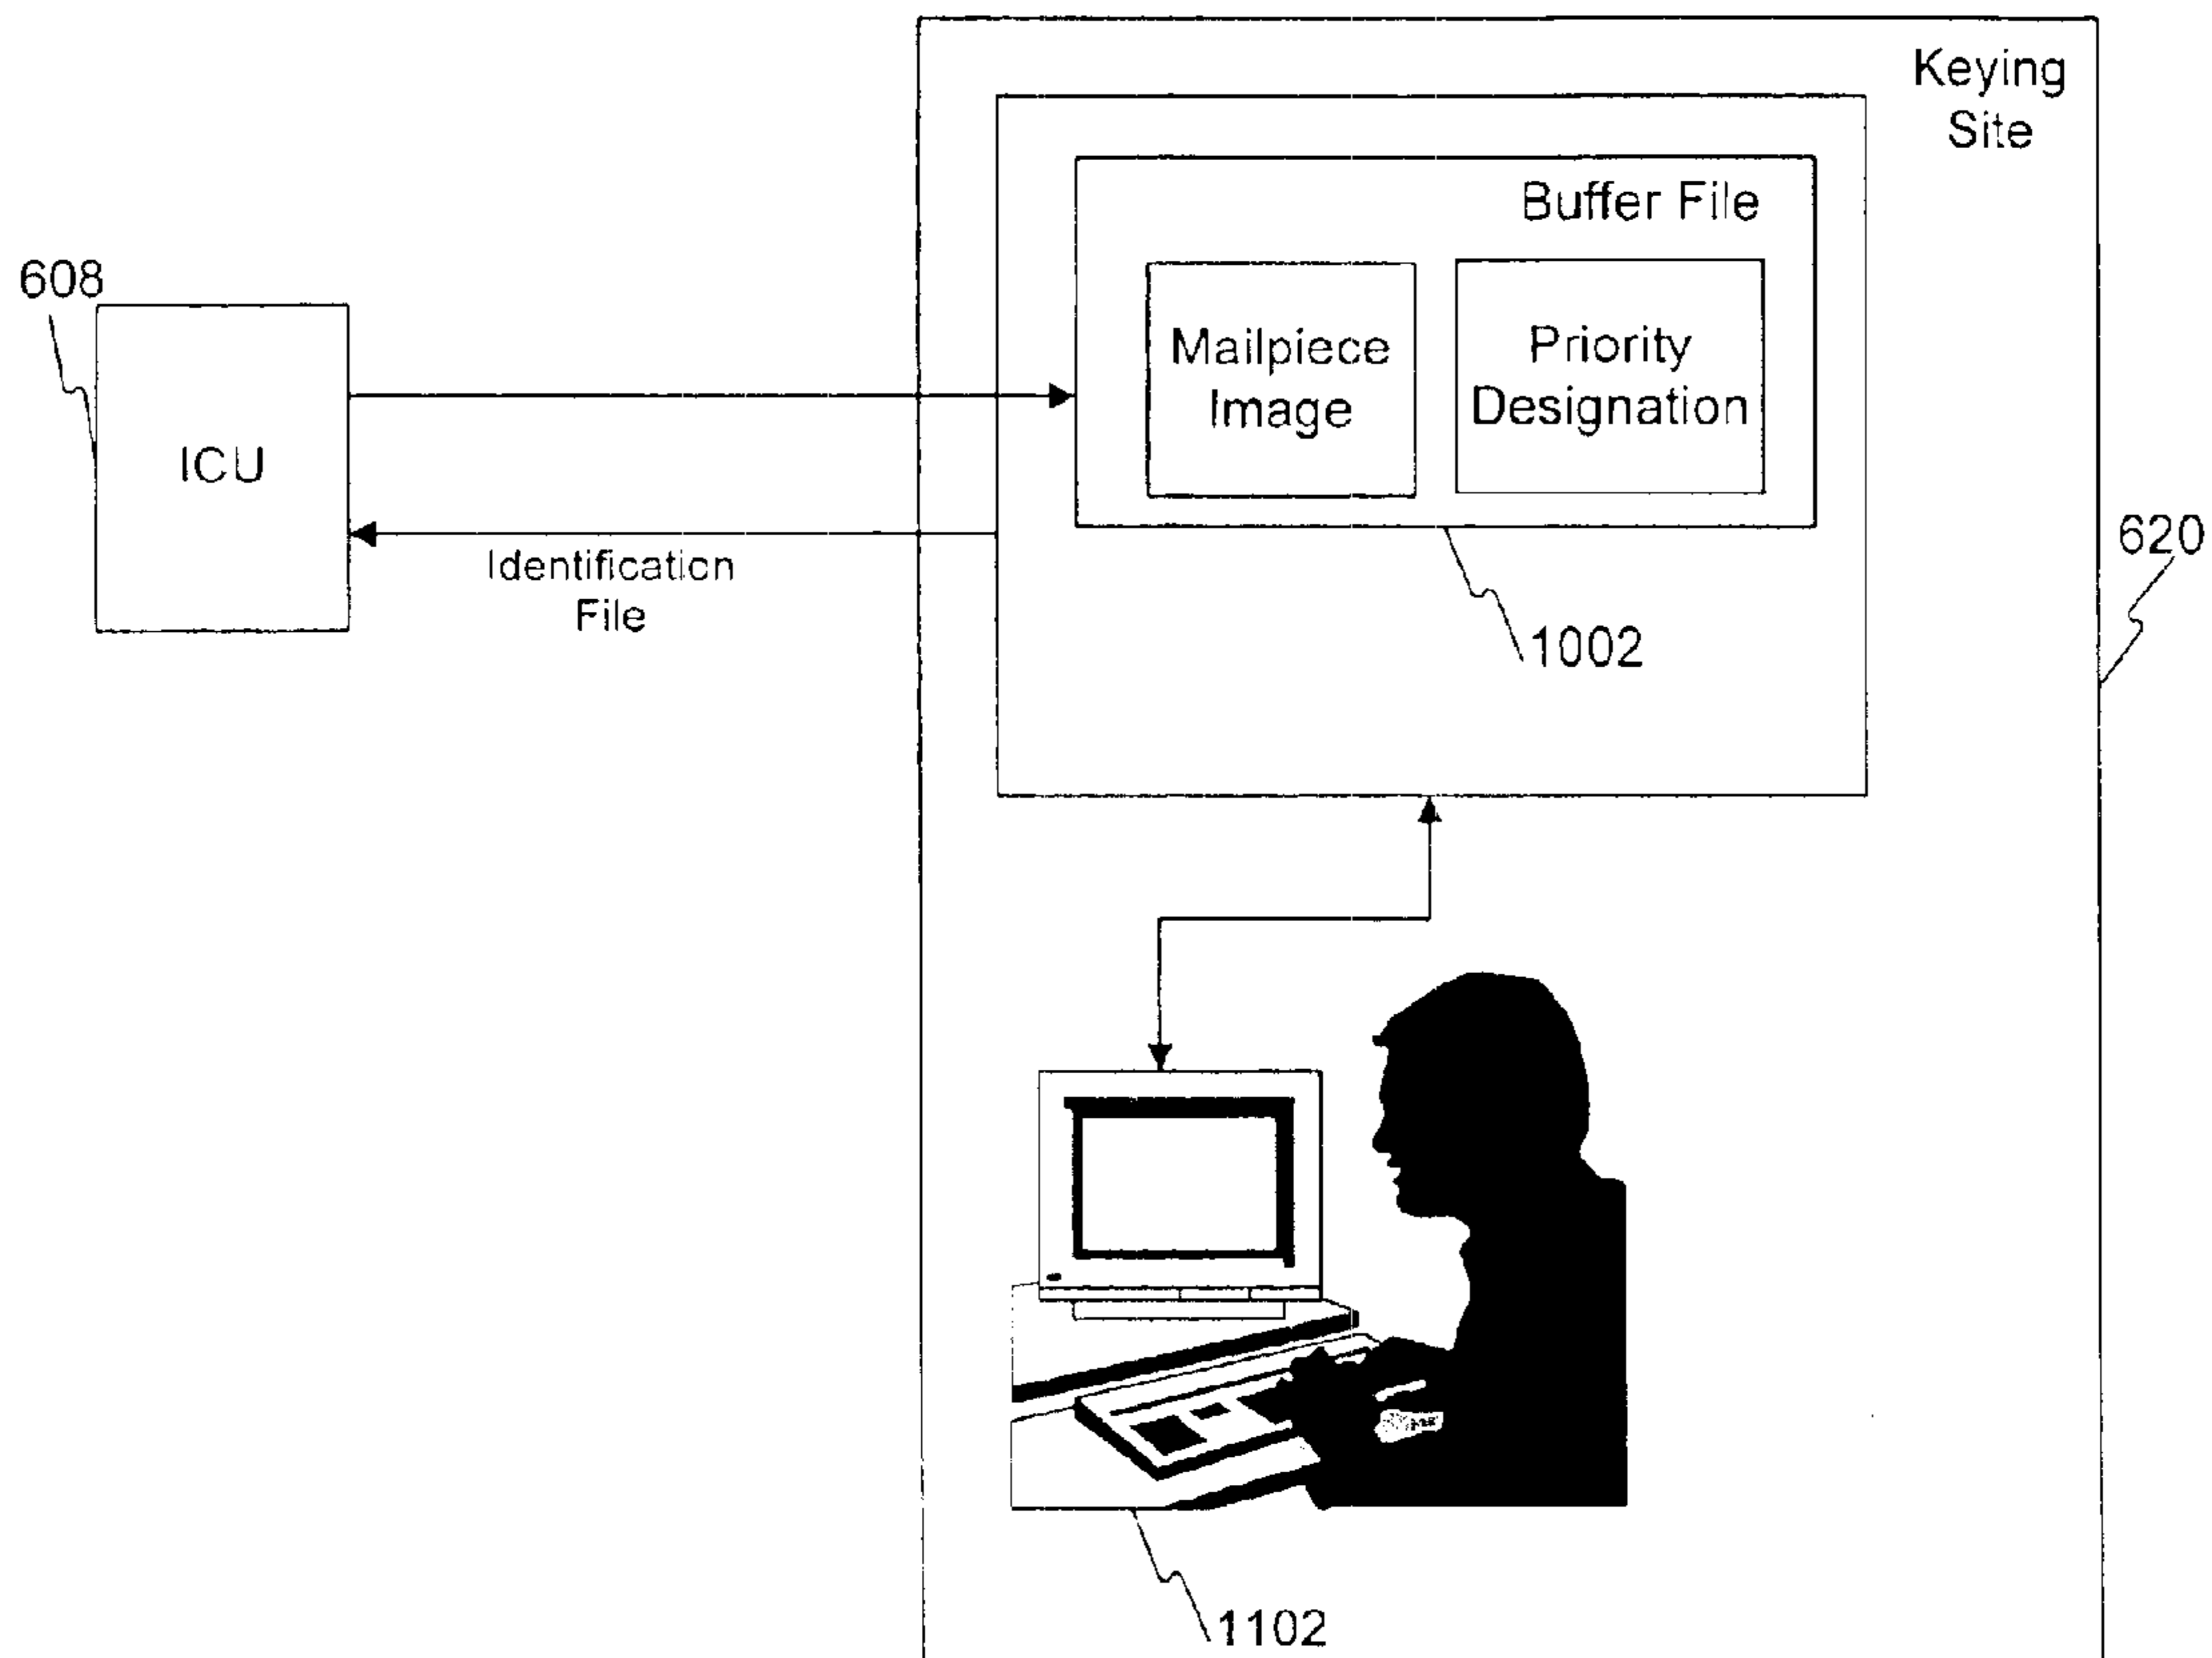 Keying
Site
Buffer File
Mailpiece
Image
Priority
Designation
608
ICU
Identification
File
620
1002
1102